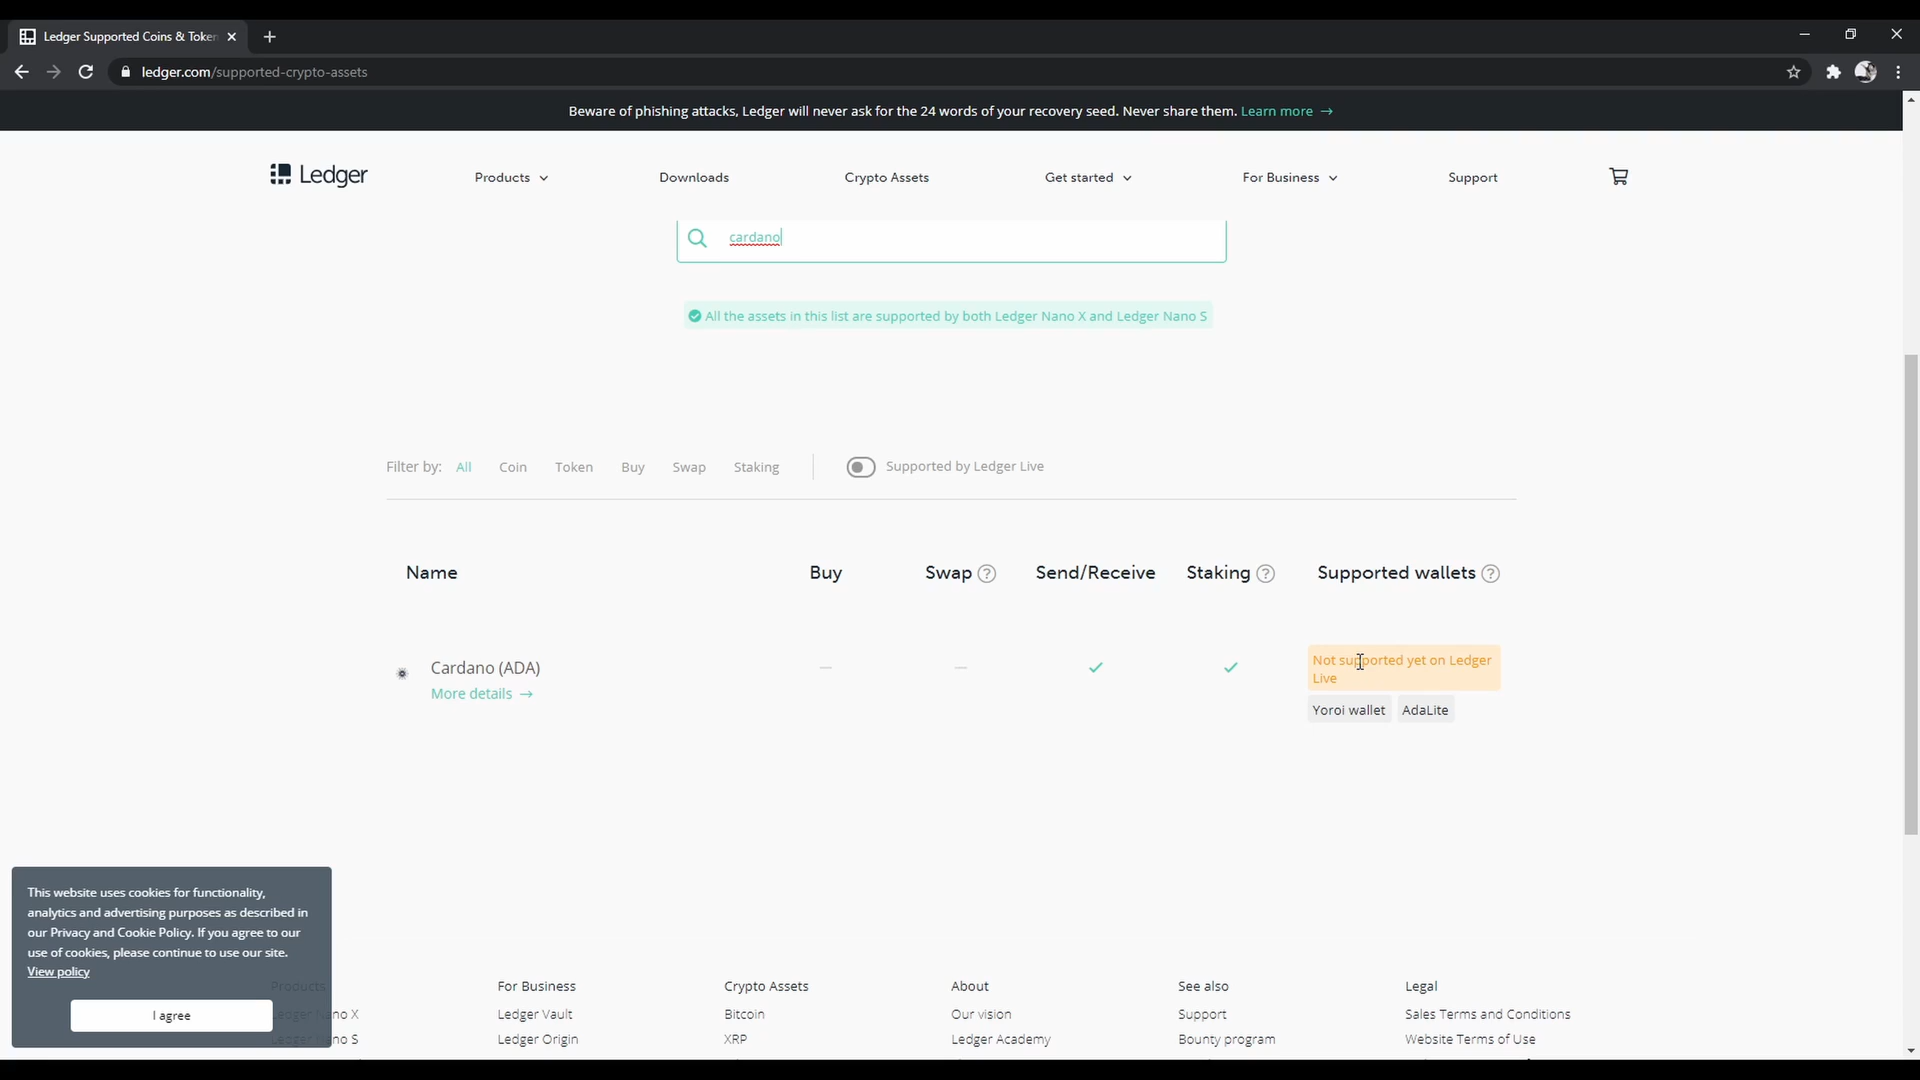 Ledger Supported Coins & Token
ledger.com/supported-crypto-assets
Beware of phishing attacks, Ledger will never ask for the 24 words of your recovery seed. Never share them. Learn more →
Ledger
Products
Downloads
Crypto Assets
Get started
For Business
Support
cardano
All the assets in this list are supported by both Ledger Nano X and Ledger Nano S
Filter by: All Coin Token Buy Swap Staking Supported by Ledger Live
Name Buy Swap ? Send/Receive Staking ? Supported wallets ?
Cardano (ADA)
More details →
Not supported yet on Ledger
Live
Yoroi wallet AdaLite
This website uses cookies for functionality,
analytics and advertising purposes as described in
our Privacy and Cookie Policy. If you agree to our
use of cookies, please continue to use our site.
View policy
I agree
Products For Business Crypto Assets About See also Legal
Nano X Ledger Vault Bitcoin Our vision Support Sales Terms and Conditions
Nano S Ledger Origin XRP Ledger Academy Bounty program Website Terms of Use